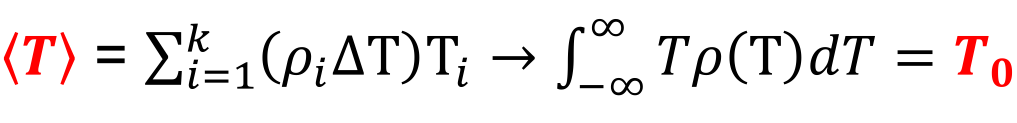 ⟨T⟩ = ∑ᵢ₌₁ᵏ(ρᵢΔT)Tᵢ → ∫₋∞^∞ Tρ(T)dT = T₀